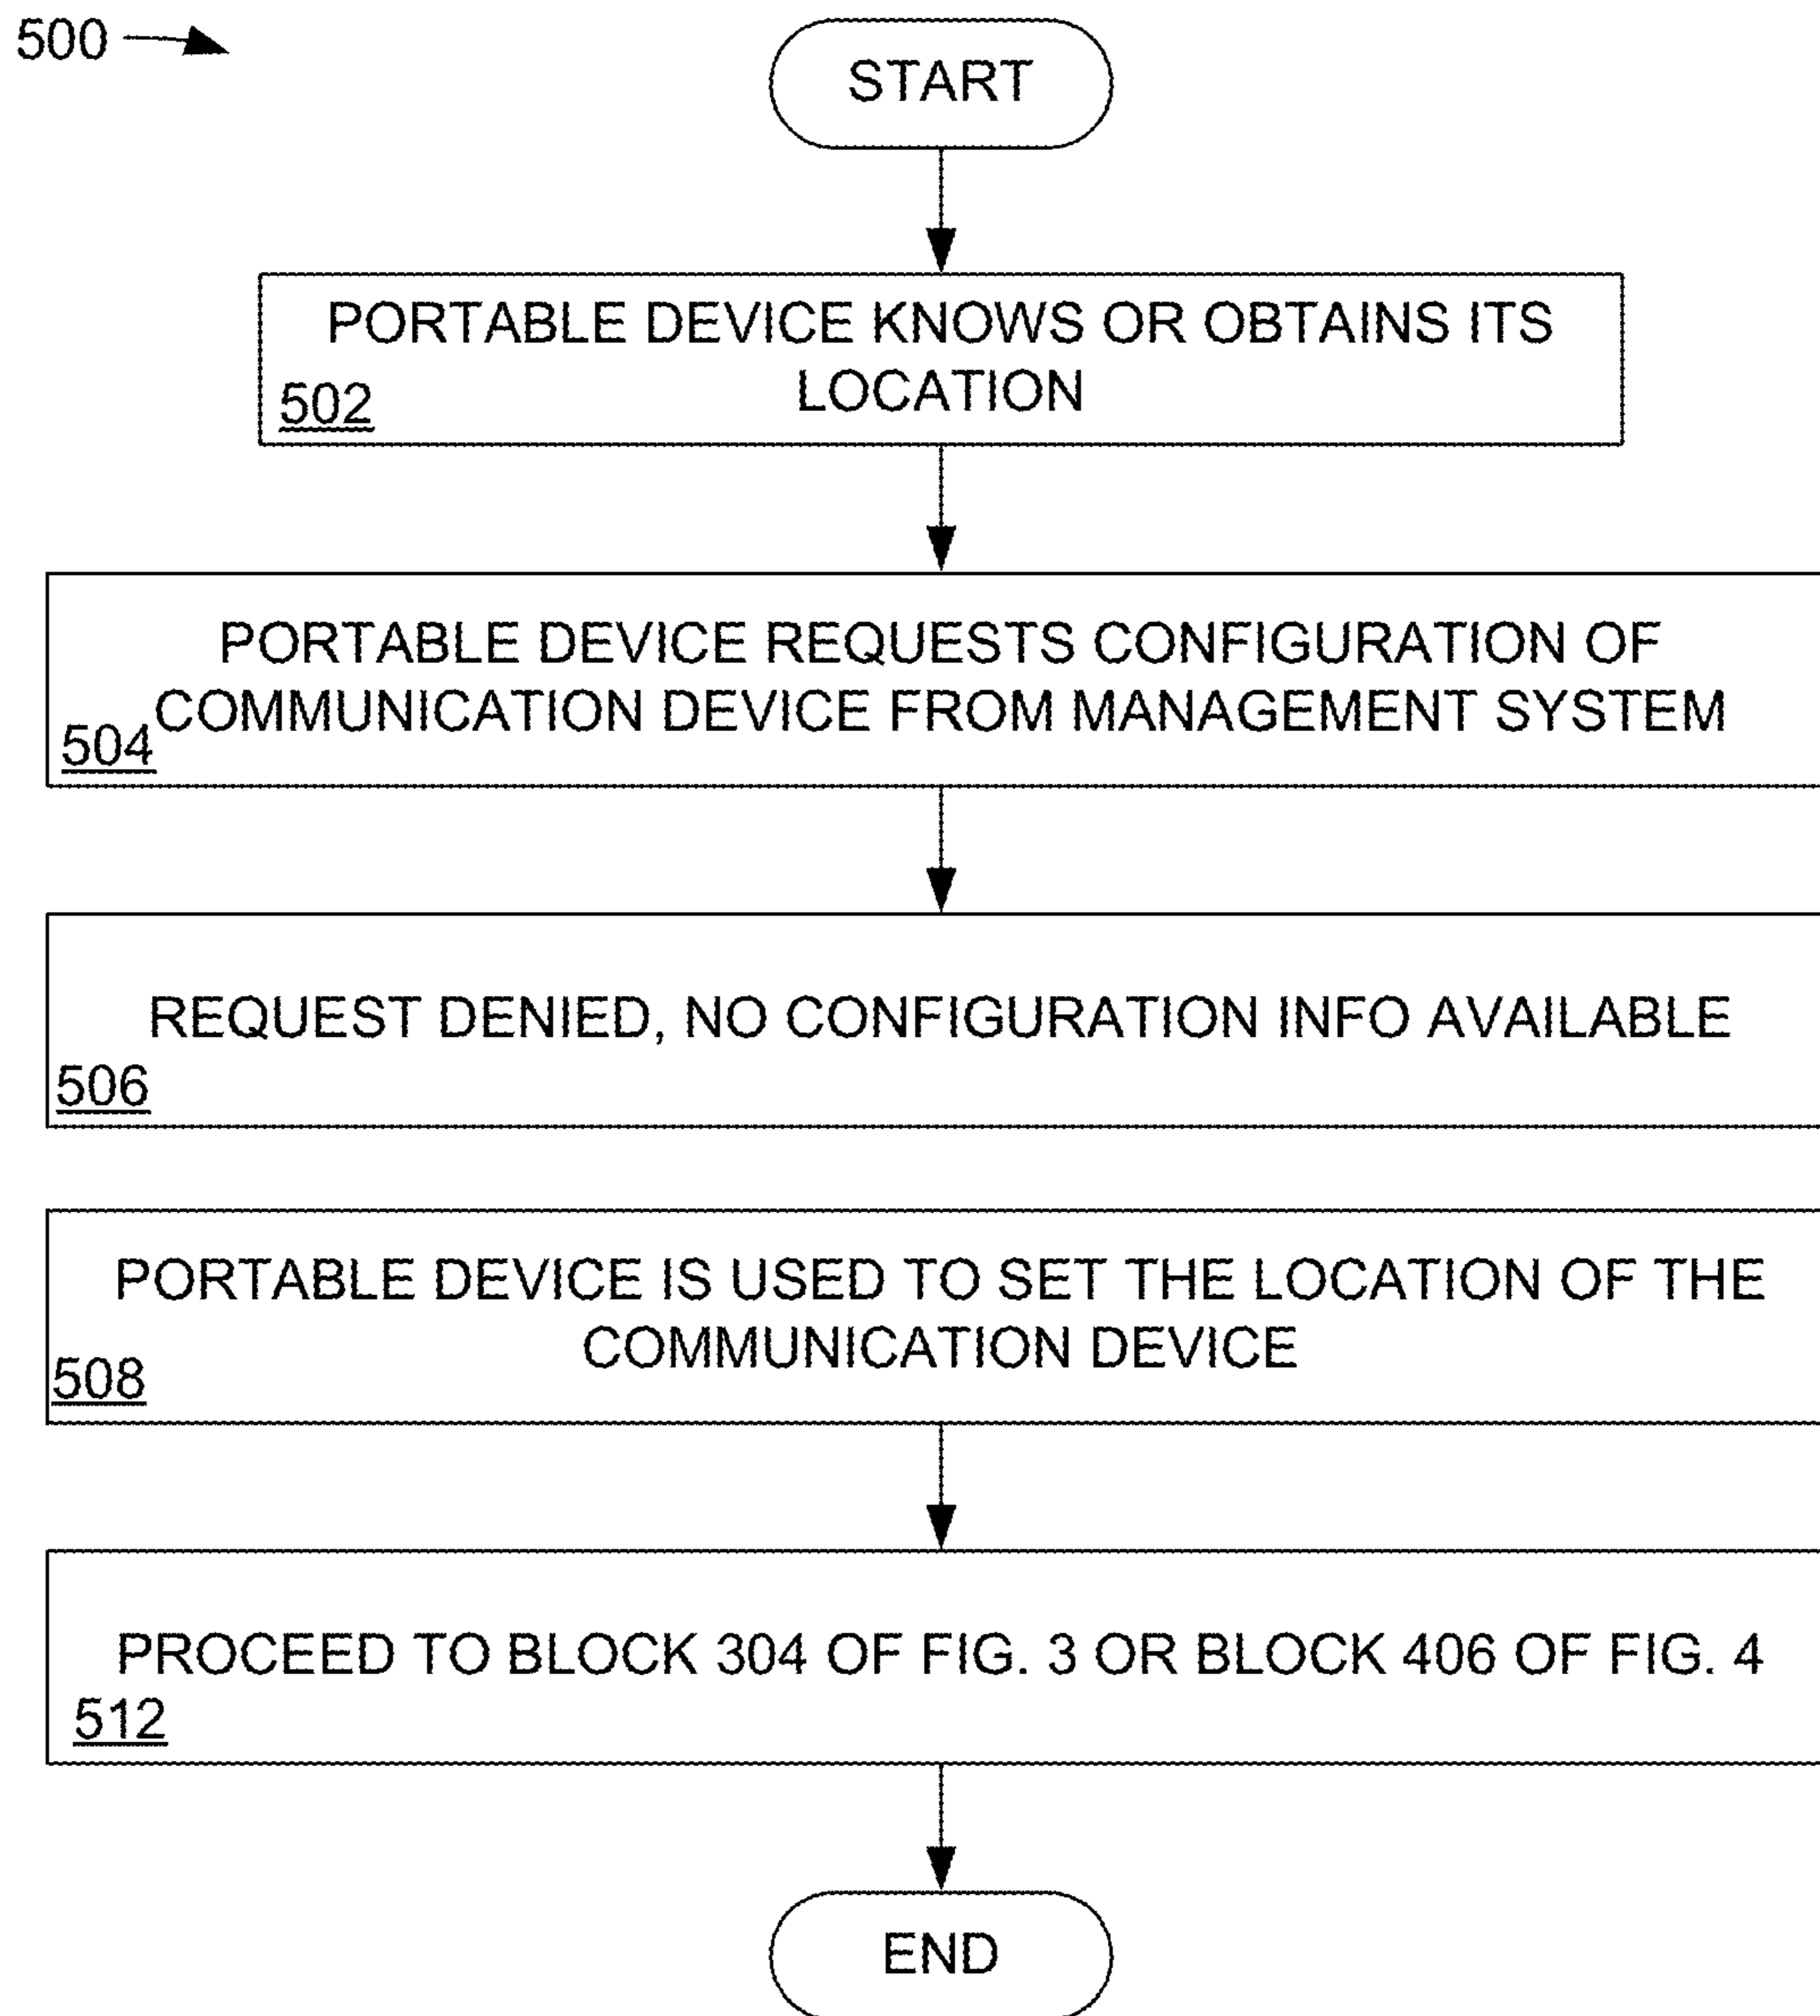 500
START
PORTABLE DEVICE KNOWS OR OBTAINS ITS
LOCATION
502
PORTABLE DEVICE REQUESTS CONFIGURATION OF
COMMUNICATION DEVICE FROM MANAGEMENT SYSTEM
504
REQUEST DENIED, NO CONFIGURATION INFO AVAILABLE
506
PORTABLE DEVICE IS USED TO SET THE LOCATION OF THE
COMMUNICATION DEVICE
508
PROCEED TO BLOCK 304 OF FIG. 3 OR BLOCK 406 OF FIG. 4
512
END